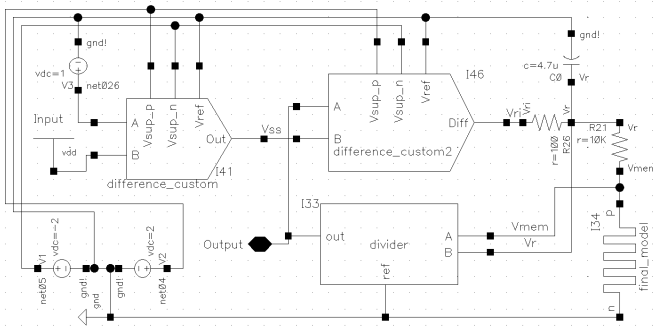 gnd!
vdc=1
V3
net026
Input
vdd
A
B
Vsup_p
Vsup_n
Vref
Out
I41
difference_custom
Vss
I46
A
B
Vsup_p
Vsup_n
Vref
Diff
difference_custom2
gnd!
c=4.7u
C0
Vr
Vri
Vri
r=100
R26
Vr
R21
r=10K
Vr
Vmem
I33
out
divider
A
B
ref
Vmem
Vr
Output
I34
p
n
final_model
V1
vdc=-2
net05
gnd!
gnd
gnd!
vdc=2
V2
net04